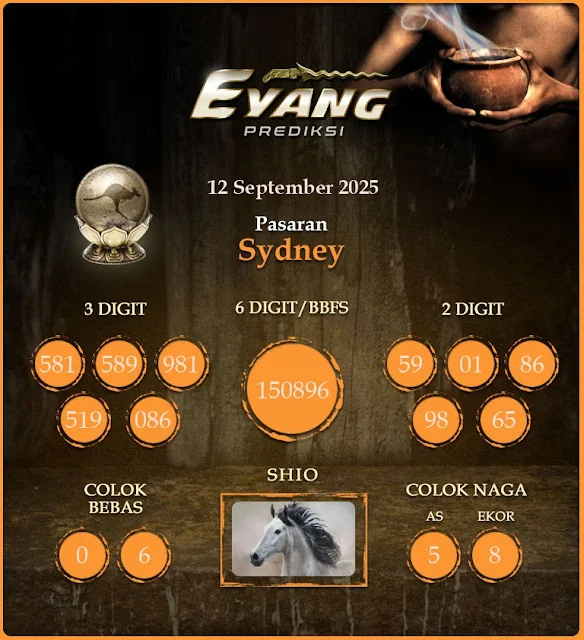 EYANG
PREDIKSI
12 September 2025
Pasaran
Sydney
3 DIGIT
581 589 981
519 086
6 DIGIT/BBFS
150896
2 DIGIT
59 01 86
98 65
COLOK
BEBAS
0 6
SHIO
COLOK NAGA
AS EKOR
5 8